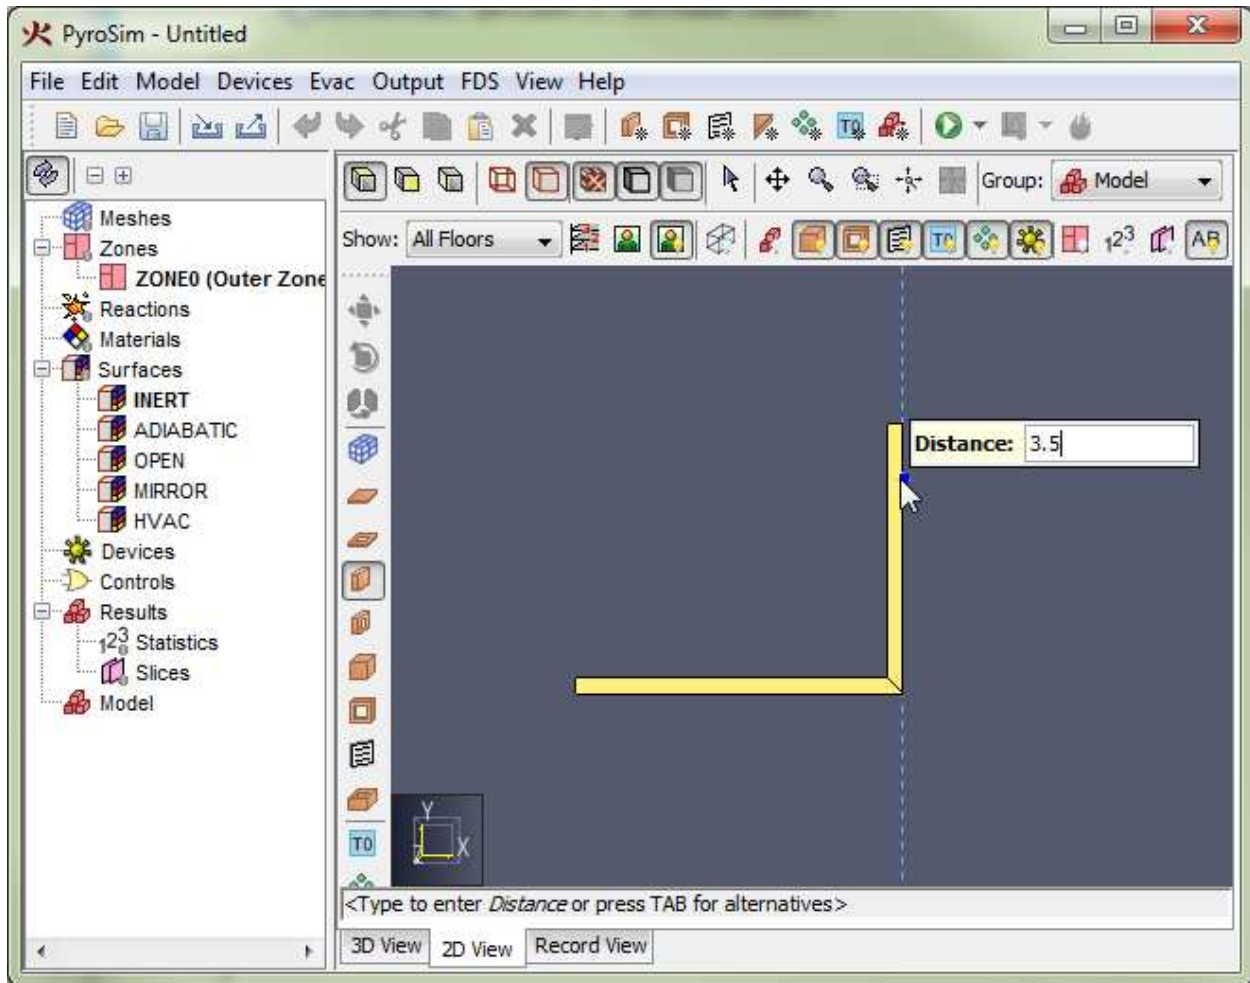 PyroSim - Untitled
File Edit Model Devices Evac Output FDS View Help
Group: Model
Show: All Floors
Meshes
Zones
ZONE0 (Outer Zone
Reactions
Materials
Surfaces
INERT
ADIABATIC
OPEN
MIRROR
HVAC
Devices
Controls
Results
Statistics
Slices
Model
Distance: 3.5
Y
X
<Type to enter Distance or press TAB for alternatives>
3D View 2D View Record View